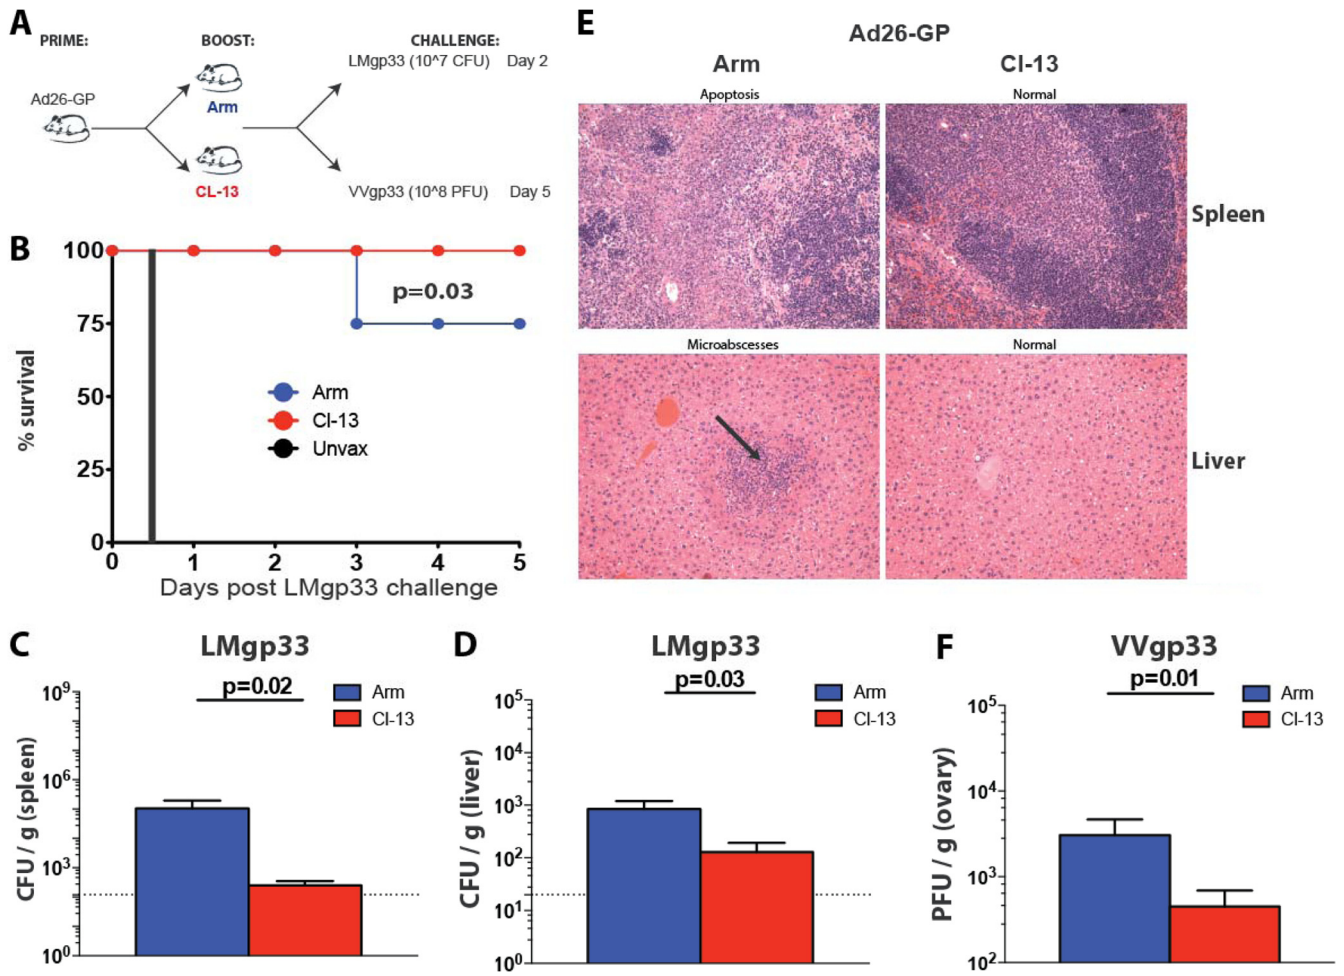 A
PRIME:
BOOST:
CHALLENGE:
LMgp33 (10^7 CFU) Day 2
Ad26-GP
Arm
CL-13
VVgp33 (10^8 PFU) Day 5
B
100
75
50
25
0
% survival
p=0.03
Arm
Cl-13
Unvax
0 1 2 3 4 5
Days post LMgp33 challenge
E
Ad26-GP
Arm Cl-13
Apoptosis Normal
Spleen
Microabscesses Normal
Liver
C
LMgp33
p=0.02
Arm
Cl-13
10^9
10^6
10^3
10^0
CFU / g (spleen)
D
LMgp33
p=0.03
Arm
Cl-13
10^5
10^4
10^3
10^2
10^1
10^0
CFU / g (liver)
F
VVgp33
p=0.01
Arm
Cl-13
10^5
10^4
10^3
10^2
PFU / g (ovary)